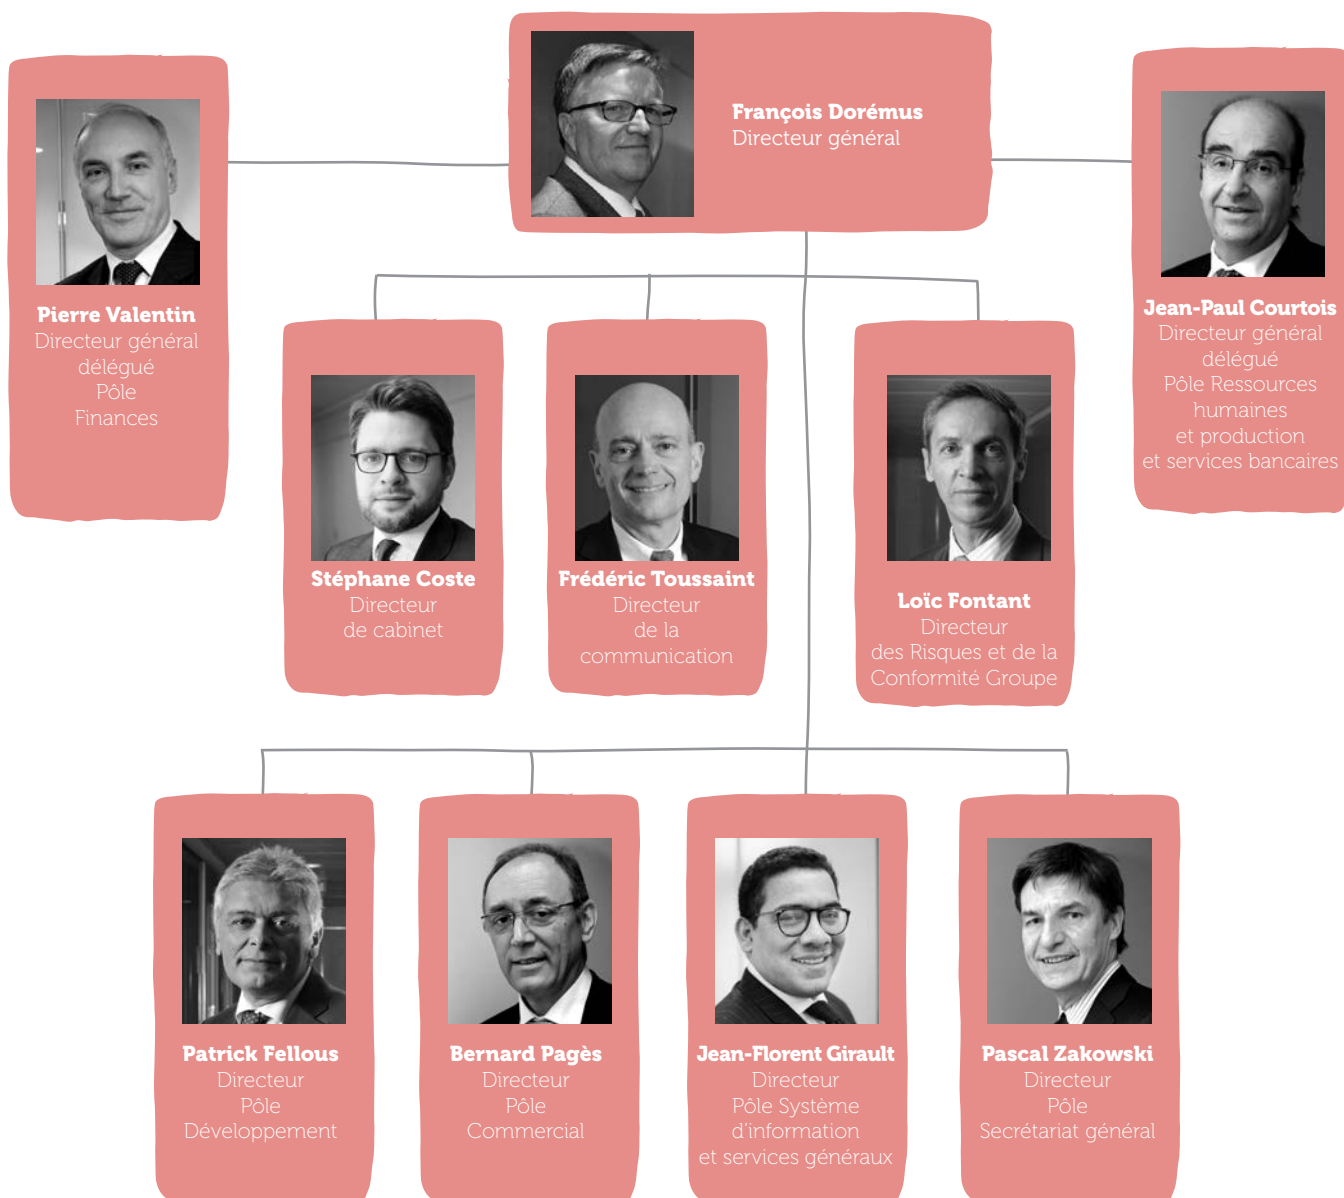 François Dorémus
Directeur général
Pierre Valentin
Directeur général
délégué
Pôle
Finances
Jean-Paul Courtois
Directeur général
délégué
Pôle Ressources
humaines
et production
et services bancaires
Stéphane Coste
Directeur
de cabinet
Frédéric Toussaint
Directeur
de la
communication
Loïc Fontant
Directeur
des Risques et de la
Conformité Groupe
Patrick Fellous
Directeur
Pôle
Développement
Bernard Pagès
Directeur
Pôle
Commercial
Jean-Florent Girault
Directeur
Pôle Système
d’information
et services généraux
Pascal Zakowski
Directeur
Pôle
Secrétariat général